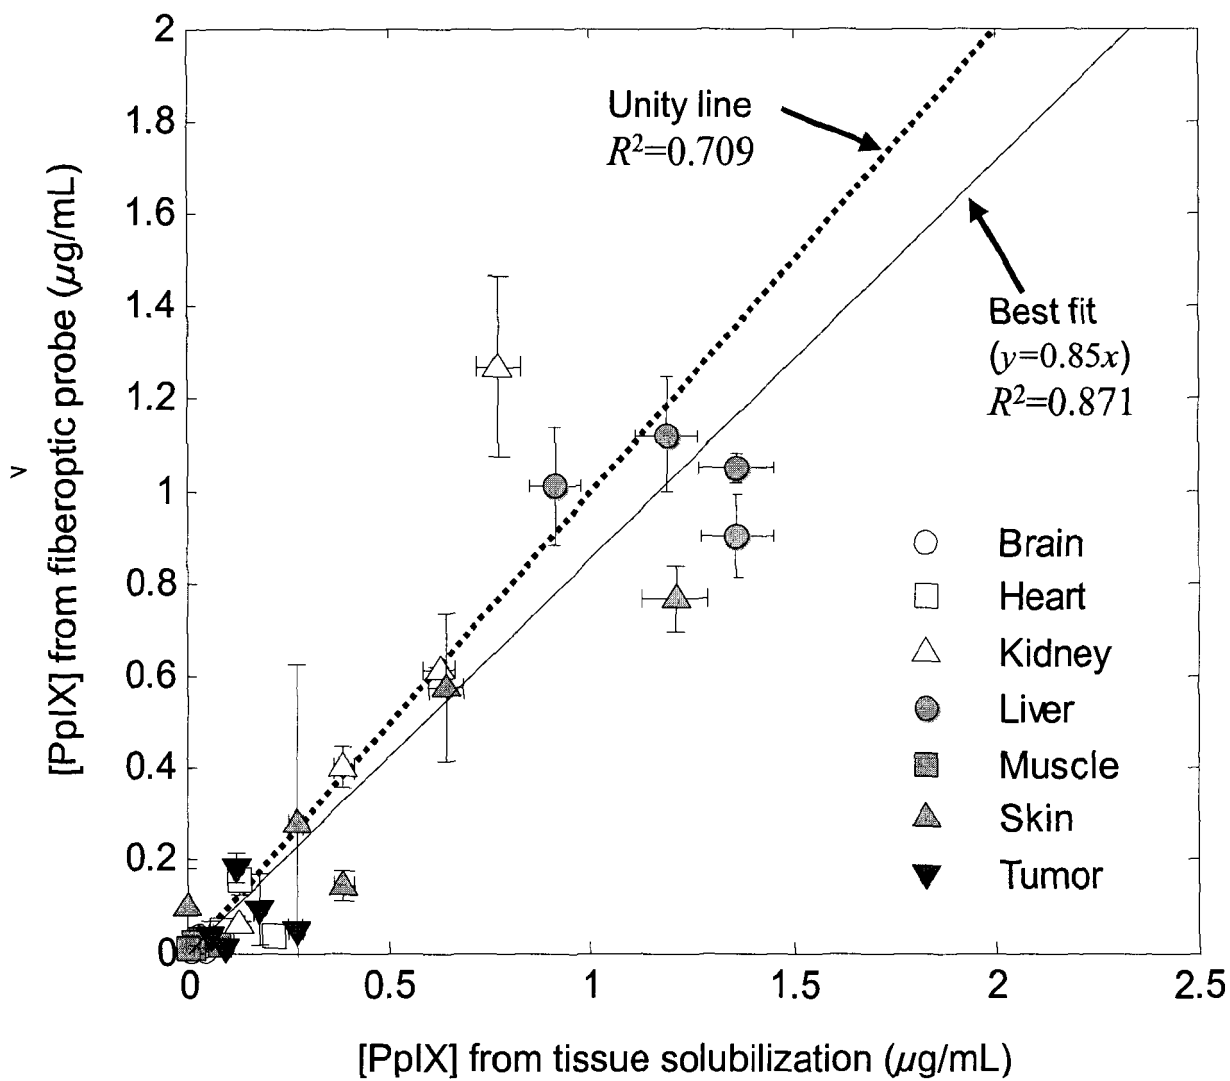 2
1.8
1.6
1.4
1.2
1
0.8
0.6
0.4
0.2
0
0
0.5
1
1.5
2
2.5
[PpIX] from fiberoptic probe (µg/mL)
v
[PpIX] from tissue solubilization (µg/mL)
Unity line
R²=0.709
Best fit
(y=0.85x)
R²=0.871
Brain
Heart
Kidney
Liver
Muscle
Skin
Tumor